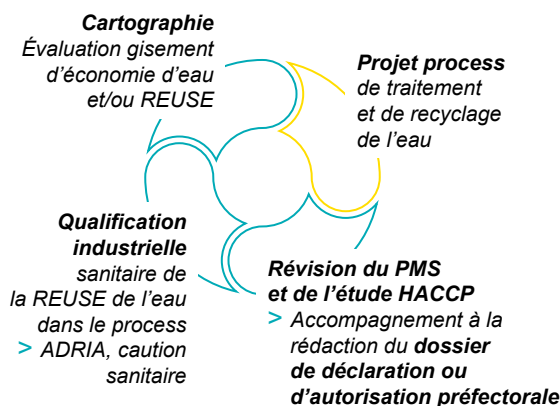 Cartographie
Évaluation gisement
d'économie d'eau
et/ou REUSE
Projet process
de traitement
et de recyclage
de l'eau
Révision du PMS
et de l'étude HACCP
> Accompagnement à la
rédaction du dossier
de déclaration ou
d'autorisation préfectorale
Qualification
industrielle
sanitaire de
la REUSE de l'eau
dans le process
> ADRIA, caution
sanitaire